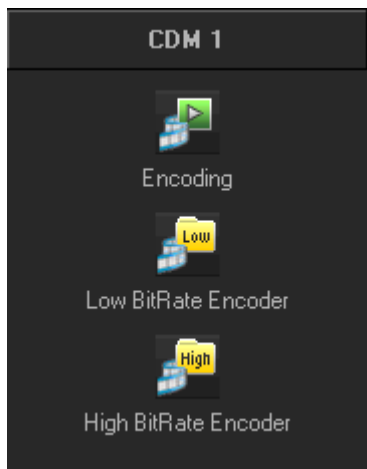 CDM 1
Encoding
Low
Low BitRate Encoder
High
High BitRate Encoder